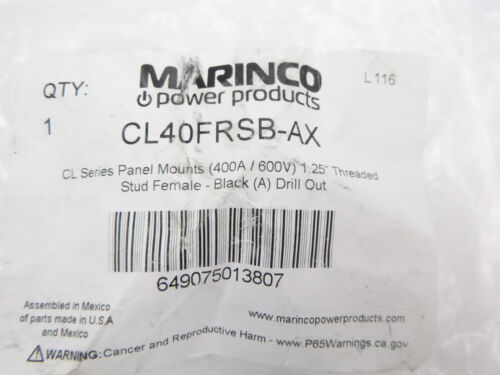 QTY:
MARINCO
power products
L116
1
CL40FRSB-AX
CL Series Panel Mounts (400A / 600V) 1.25" Threaded
Stud Female - Black (A) Drill Out
649075013807
Assembled in Mexico
of parts made in U.S.A
and Mexico
www.marincopowerproducts.com
WARNING: Cancer and Reproductive Harm - www.P65Warnings.ca.gov